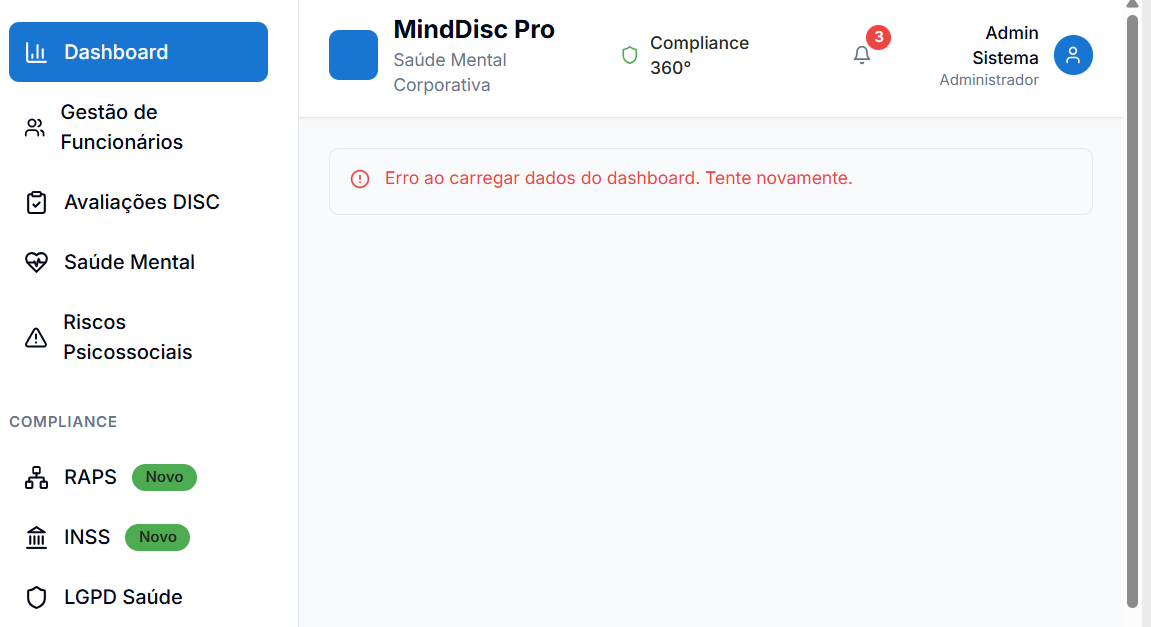 Dashboard
Gestão de
Funcionários
Avaliações DISC
Saúde Mental
Riscos
Psicossociais
COMPLIANCE
RAPS Novo
INSS Novo
LGPD Saúde
MindDisc Pro
Saúde Mental
Corporativa
Compliance
360°
3
Admin
Sistema
Administrador
Erro ao carregar dados do dashboard. Tente novamente.